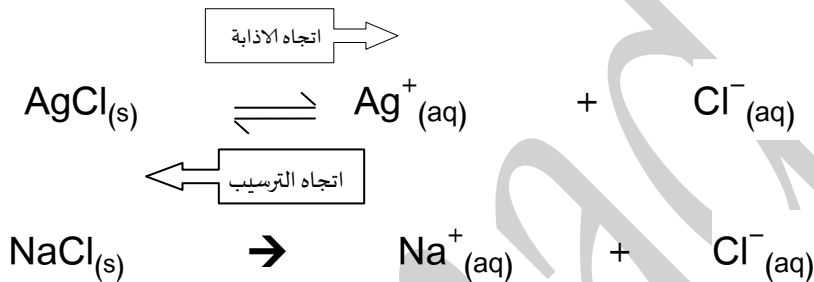 اتجاه الاذابة
AgCl(s) ⇌ Ag⁺(aq) + Cl⁻(aq)
اتجاه الترسيب
NaCl(s) → Na⁺(aq) + Cl⁻(aq)